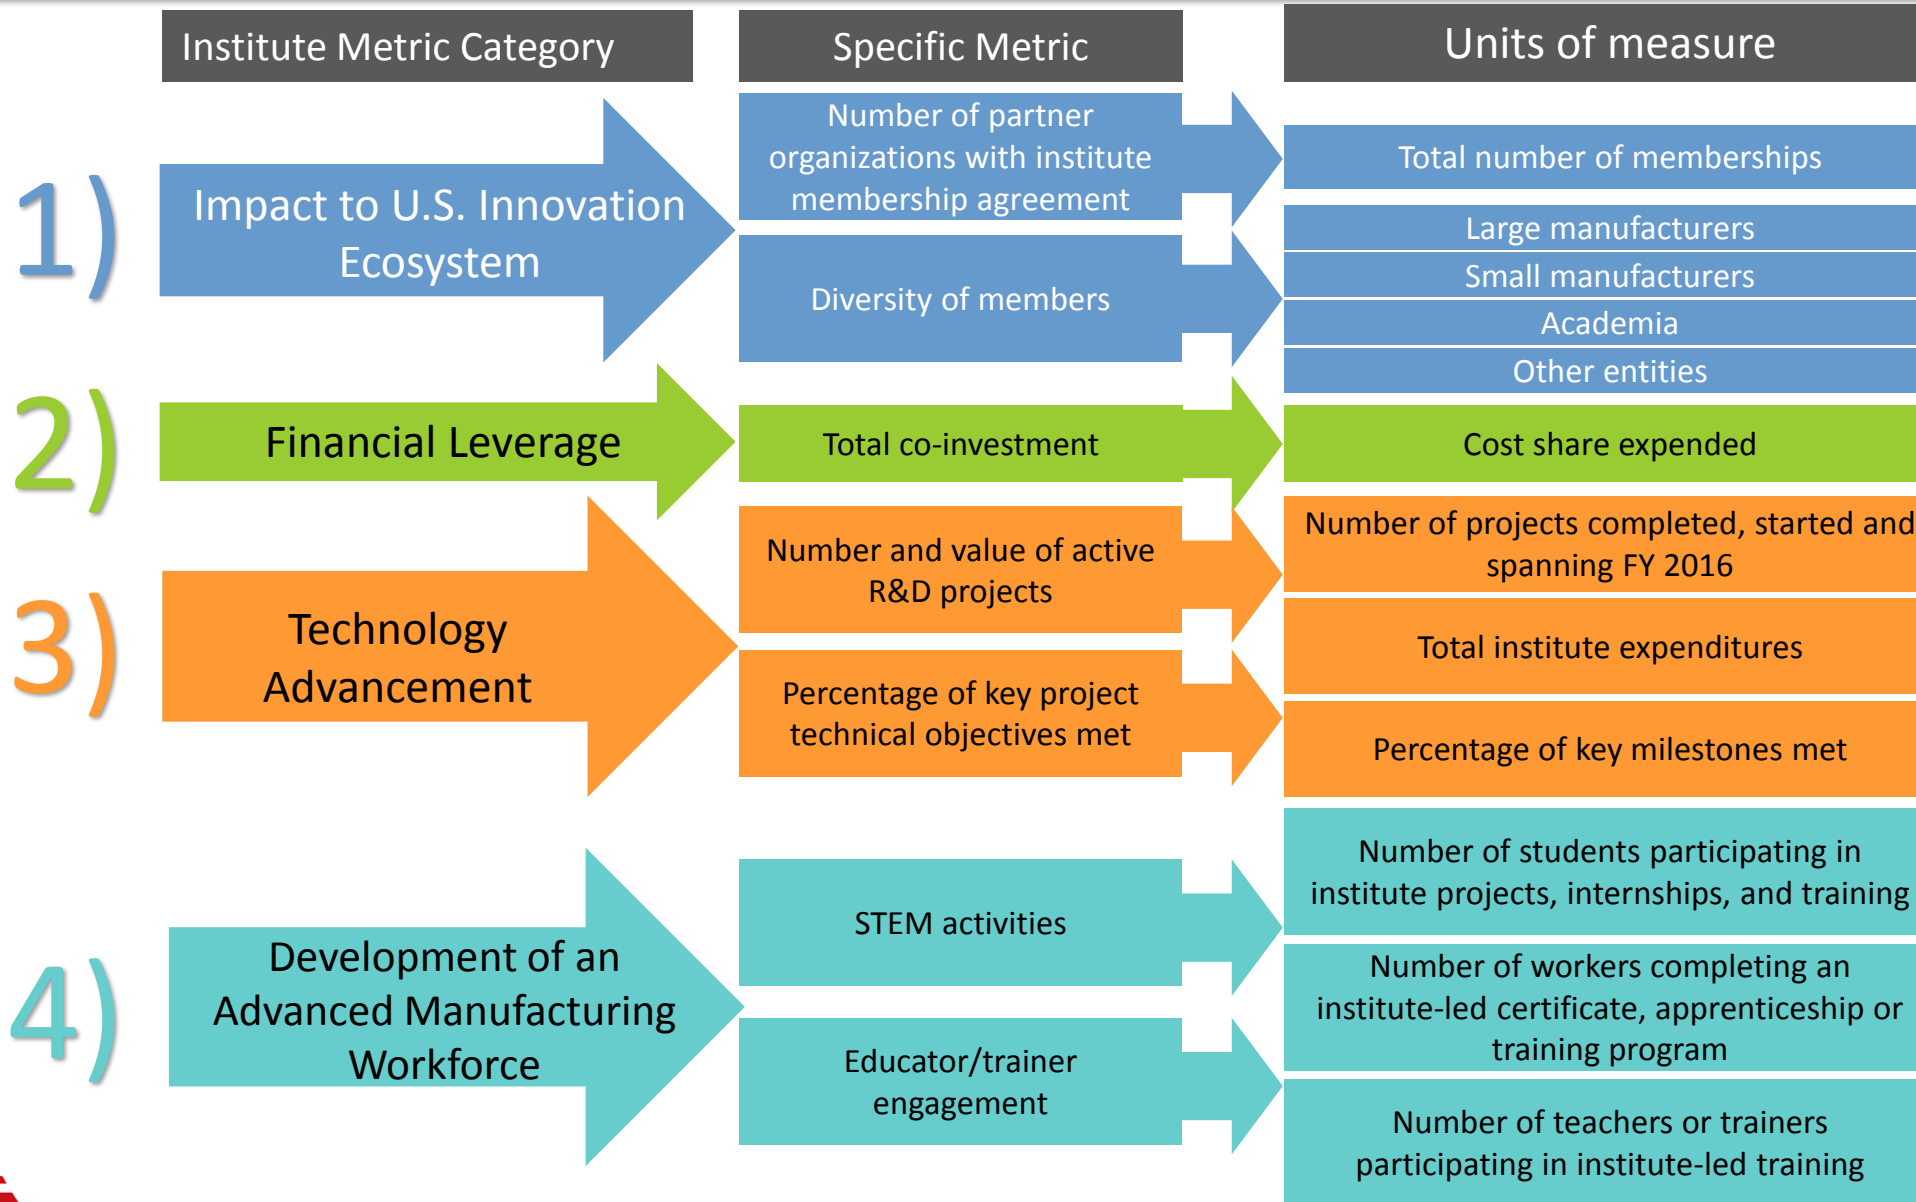 Institute Metric Category
Specific Metric
Units of measure
1)
Impact to U.S. Innovation
Ecosystem
Number of partner
organizations with institute
membership agreement
Total number of memberships
Diversity of members
Large manufacturers
Small manufacturers
Academia
Other entities
2)
Financial Leverage
Total co-investment
Cost share expended
3)
Technology
Advancement
Number and value of active
R&D projects
Number of projects completed, started and
spanning FY 2016
Total institute expenditures
Percentage of key project
technical objectives met
Percentage of key milestones met
4)
Development of an
Advanced Manufacturing
Workforce
STEM activities
Number of students participating in
institute projects, internships, and training
Number of workers completing an
institute-led certificate, apprenticeship or
training program
Educator/trainer
engagement
Number of teachers or trainers
participating in institute-led training